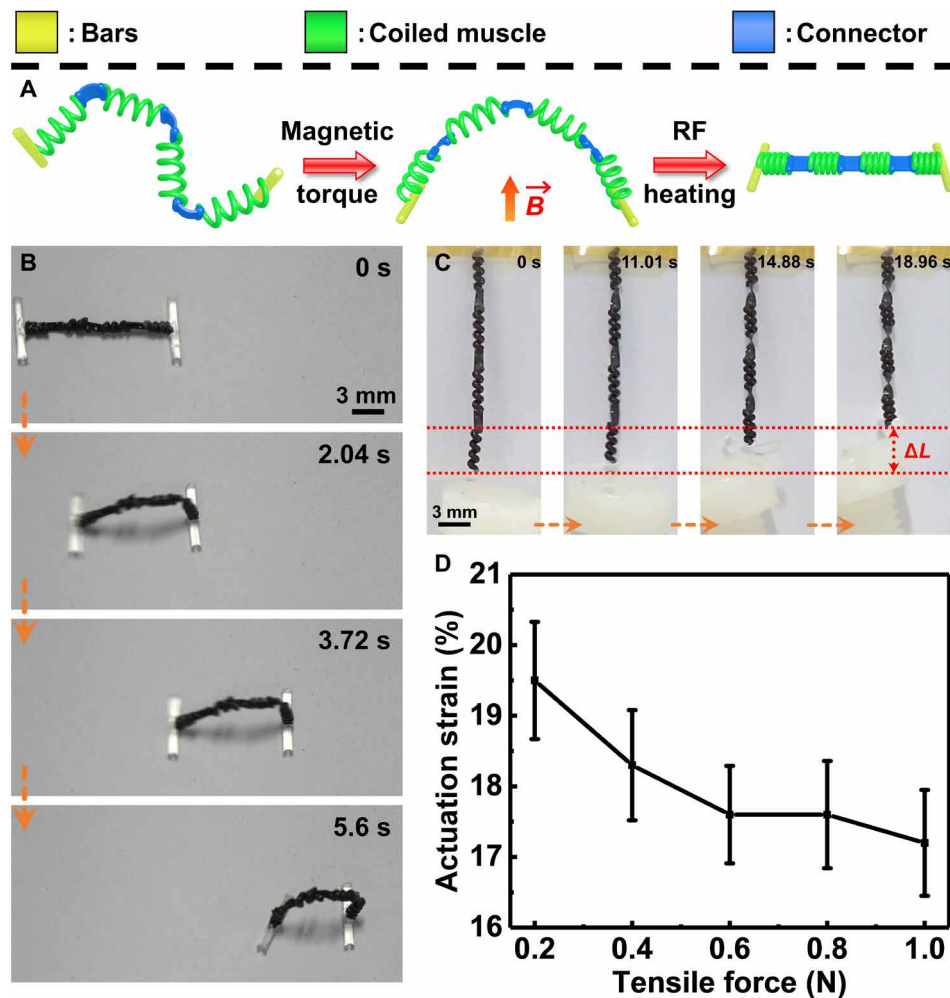 : Bars
: Coiled muscle
: Connector
A
Magnetic
torque
B
RF
heating
B
0 s
3 mm
2.04 s
3.72 s
5.6 s
C
0 s
11.01 s
14.88 s
18.96 s
ΔL
3 mm
D
Actuation strain (%)
21
20
19
18
17
16
0.2
0.4
0.6
0.8
1.0
Tensile force (N)